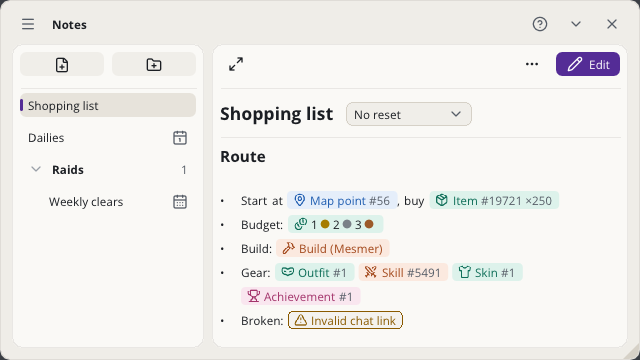 Notes
Edit
Shopping list
Dailies
Raids 1
Weekly clears
Shopping list No reset
Route
• Start at Map point #56 , buy Item #19721 ×250
• Budget: 1 2 3
• Build: Build (Mesmer)
• Gear: Outfit #1 Skill #5491 Skin #1
Achievement #1
• Broken: Invalid chat link